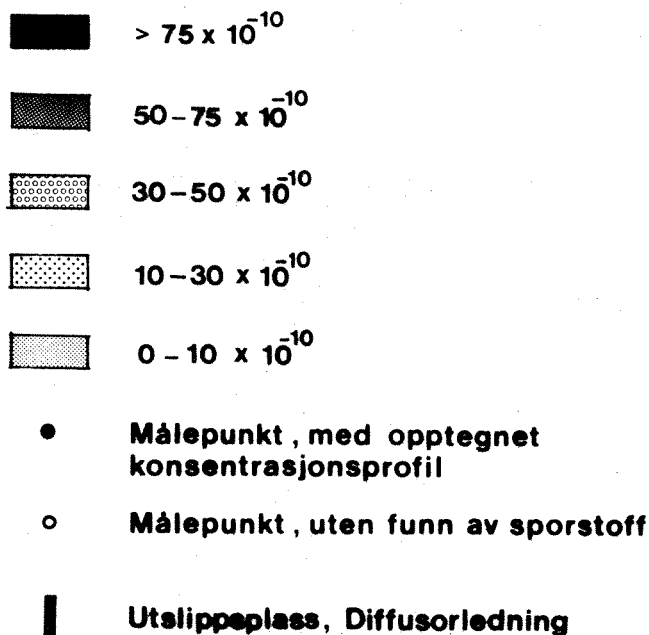 > 75 x 10⁻¹⁰
50–75 x 10⁻¹⁰
30–50 x 10⁻¹⁰
10–30 x 10⁻¹⁰
0–10 x 10⁻¹⁰
Målepunkt, med opptegnet
konsentrasjonsprofil
Målepunkt, uten funn av sporstoff
Utslippsplass, Diffusorledning